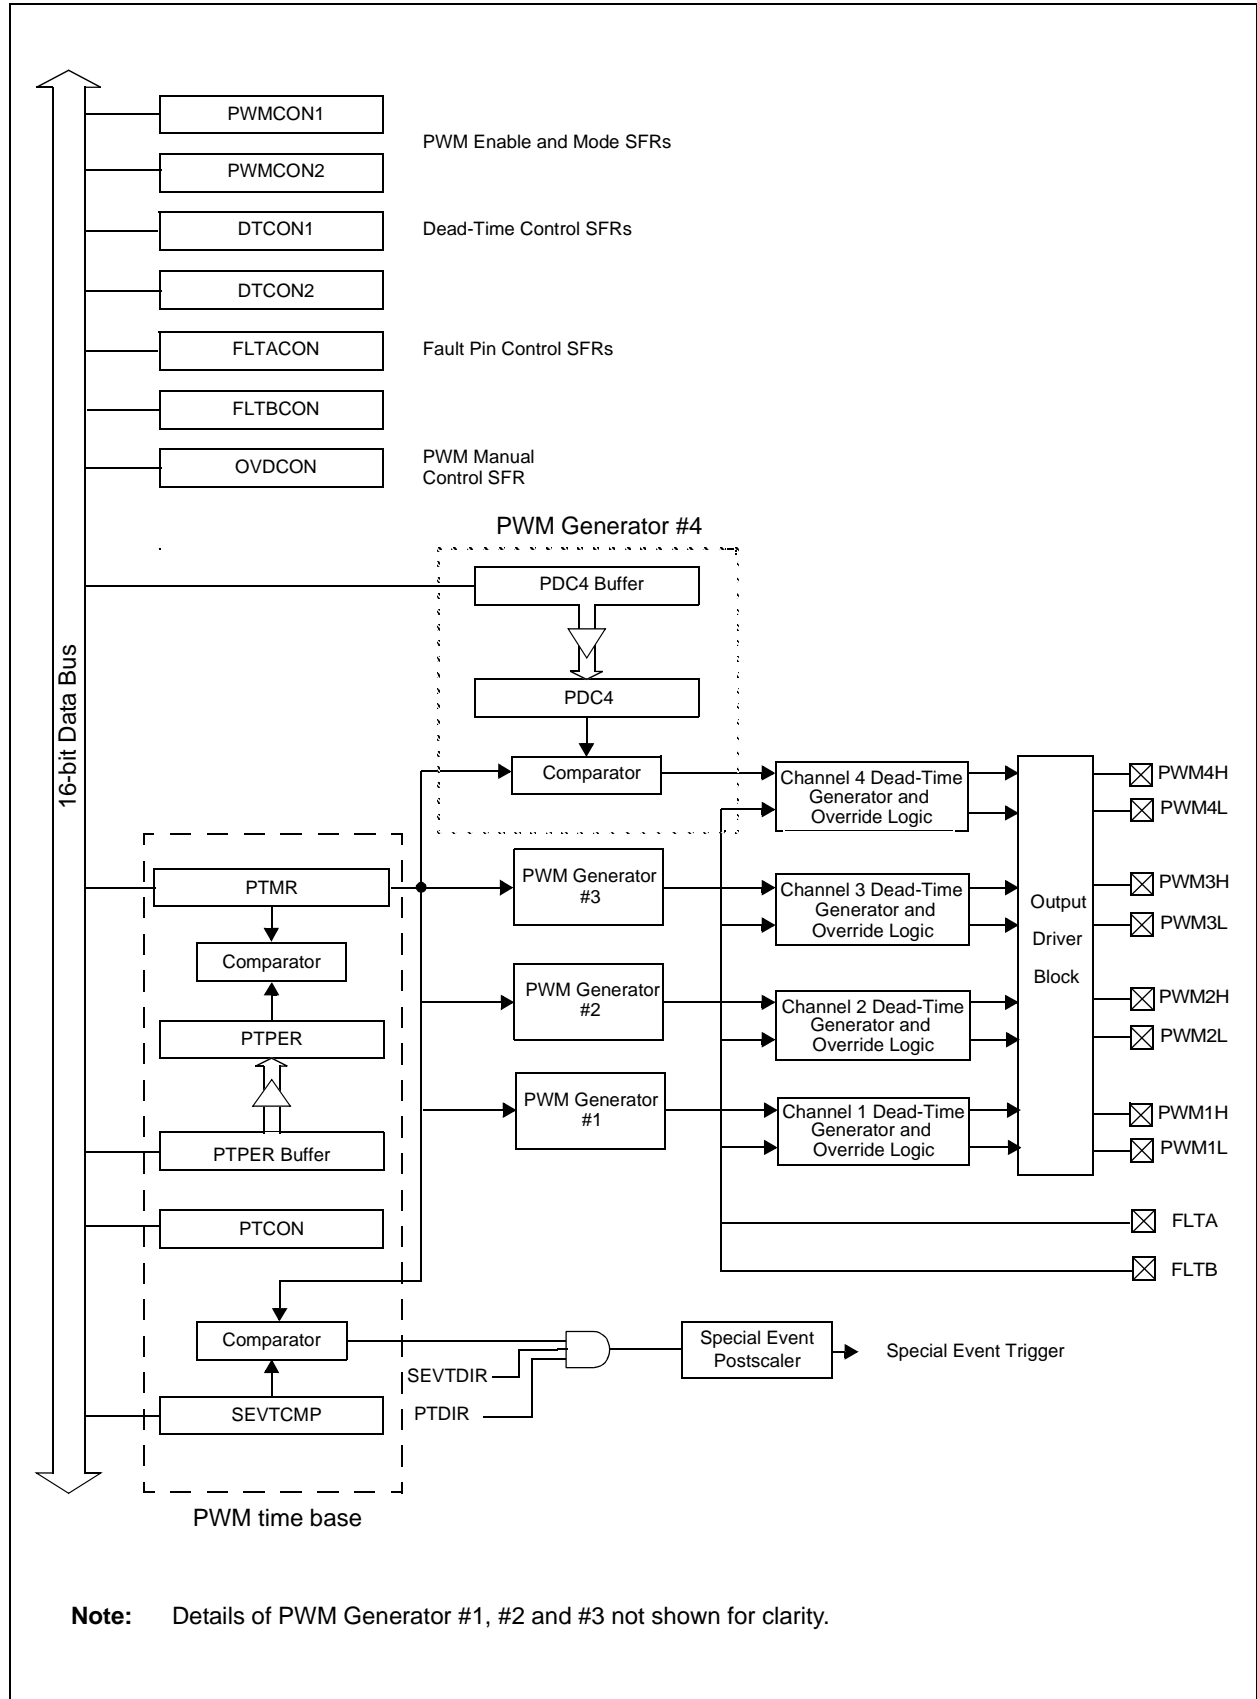 PWMCON1
PWM Enable and Mode SFRs
PWMCON2
DTCON1
Dead-Time Control SFRs
DTCON2
FLTACON
Fault Pin Control SFRs
FLTBCON
OVDCON
PWM Manual
Control SFR
16-bit Data Bus
PWM Generator #4
PDC4 Buffer
PDC4
Comparator
Channel 4 Dead-Time
Generator and
Override Logic
PWM4H
PWM4L
PTMR
Comparator
PTPER
PTPER Buffer
PTCON
Comparator
SEVTCMP
PWM time base
PWM Generator
#3
Channel 3 Dead-Time
Generator and
Override Logic
PWM3H
PWM3L
Output
Driver
Block
PWM Generator
#2
Channel 2 Dead-Time
Generator and
Override Logic
PWM2H
PWM2L
PWM Generator
#1
Channel 1 Dead-Time
Generator and
Override Logic
PWM1H
PWM1L
FLTA
FLTB
SEVTDIR
PTDIR
Special Event
Postscaler
Special Event Trigger
Note: Details of PWM Generator #1, #2 and #3 not shown for clarity.